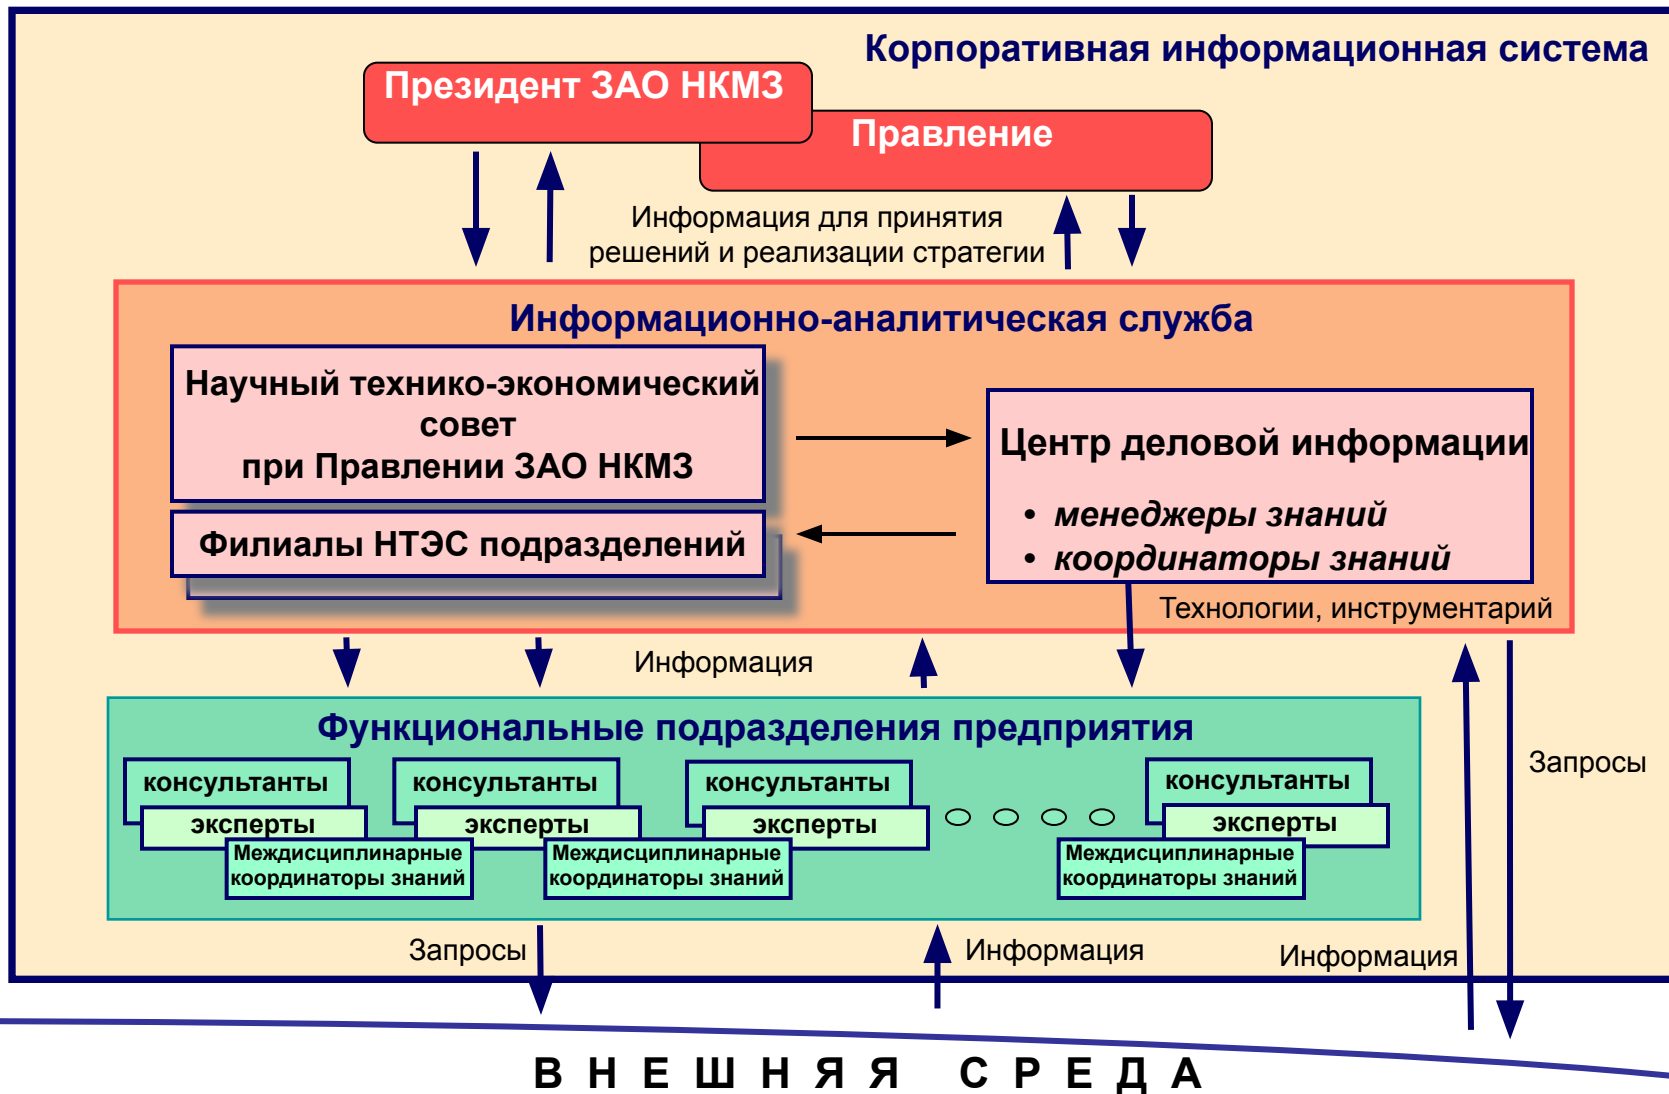 Корпоративная информационная система
Президент ЗАО НКМЗ
Правление
Информация для принятия
решений и реализации стратегии
Информационно-аналитическая служба
Научный технико-экономический
совет
при Правлении ЗАО НКМЗ
Филиалы НТЭС подразделений
Центр деловой информации
• менеджеры знаний
• координаторы знаний
Технологии, инструментарий
Информация
Функциональные подразделения предприятия
консультанты
эксперты
Междисциплинарные
координаторы знаний
консультанты
эксперты
Междисциплинарные
координаторы знаний
консультанты
эксперты
консультанты
эксперты
Междисциплинарные
координаторы знаний
Запросы
Запросы
Информация
Информация
ВНЕШНЯЯ СРЕДА